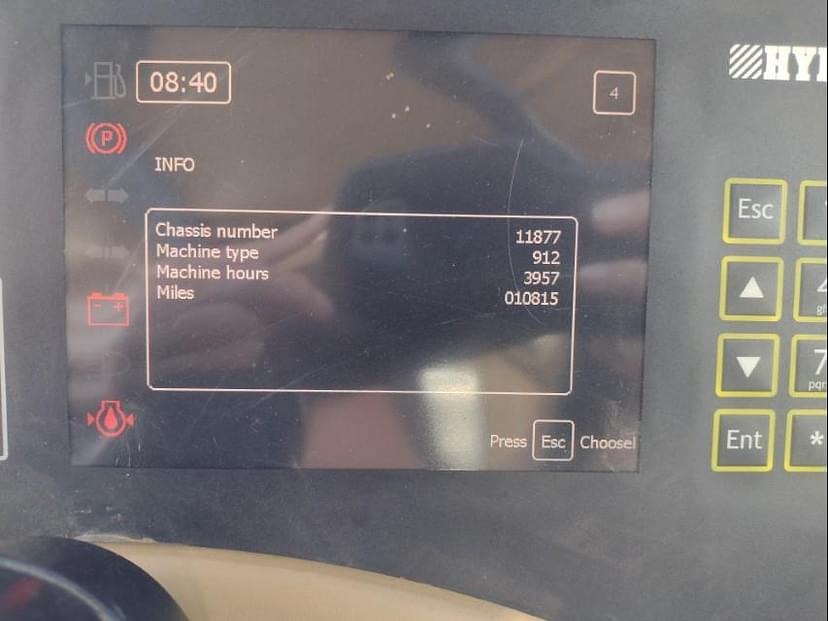 08:40
4
P
INFO
Chassis number 11877
Machine type 912
Machine hours 3957
Miles 010815
Press Esc Choose!
Esc
Ent
*
7